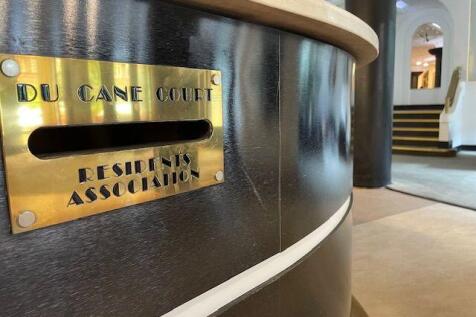 DU CANE COURT
RESIDENTS
ASSOCIATION